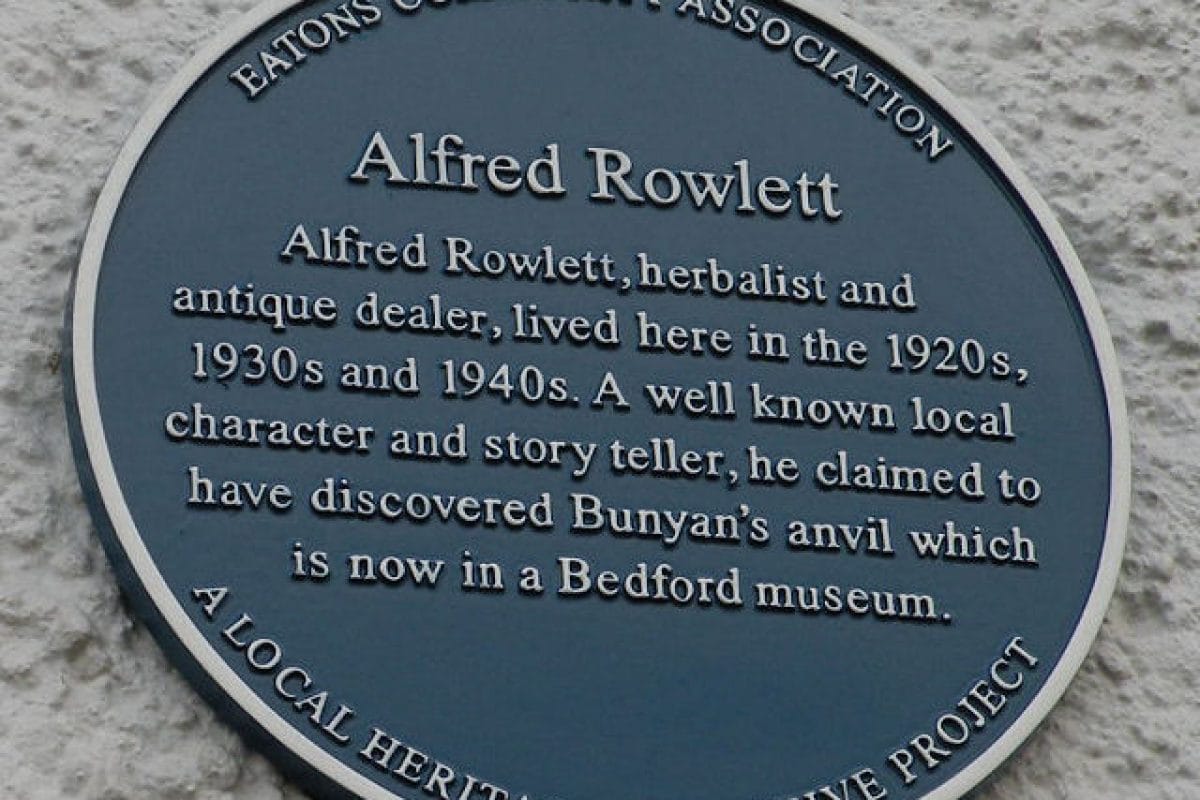 EATONS ASSOCIATION
Alfred Rowlett
Alfred Rowlett, herbalist and
antique dealer, lived here in the 1920s,
1930s and 1940s. A well known local
character and story teller, he claimed to
have discovered Bunyan's anvil which
is now in a Bedford museum.
A LOCAL PROJECT